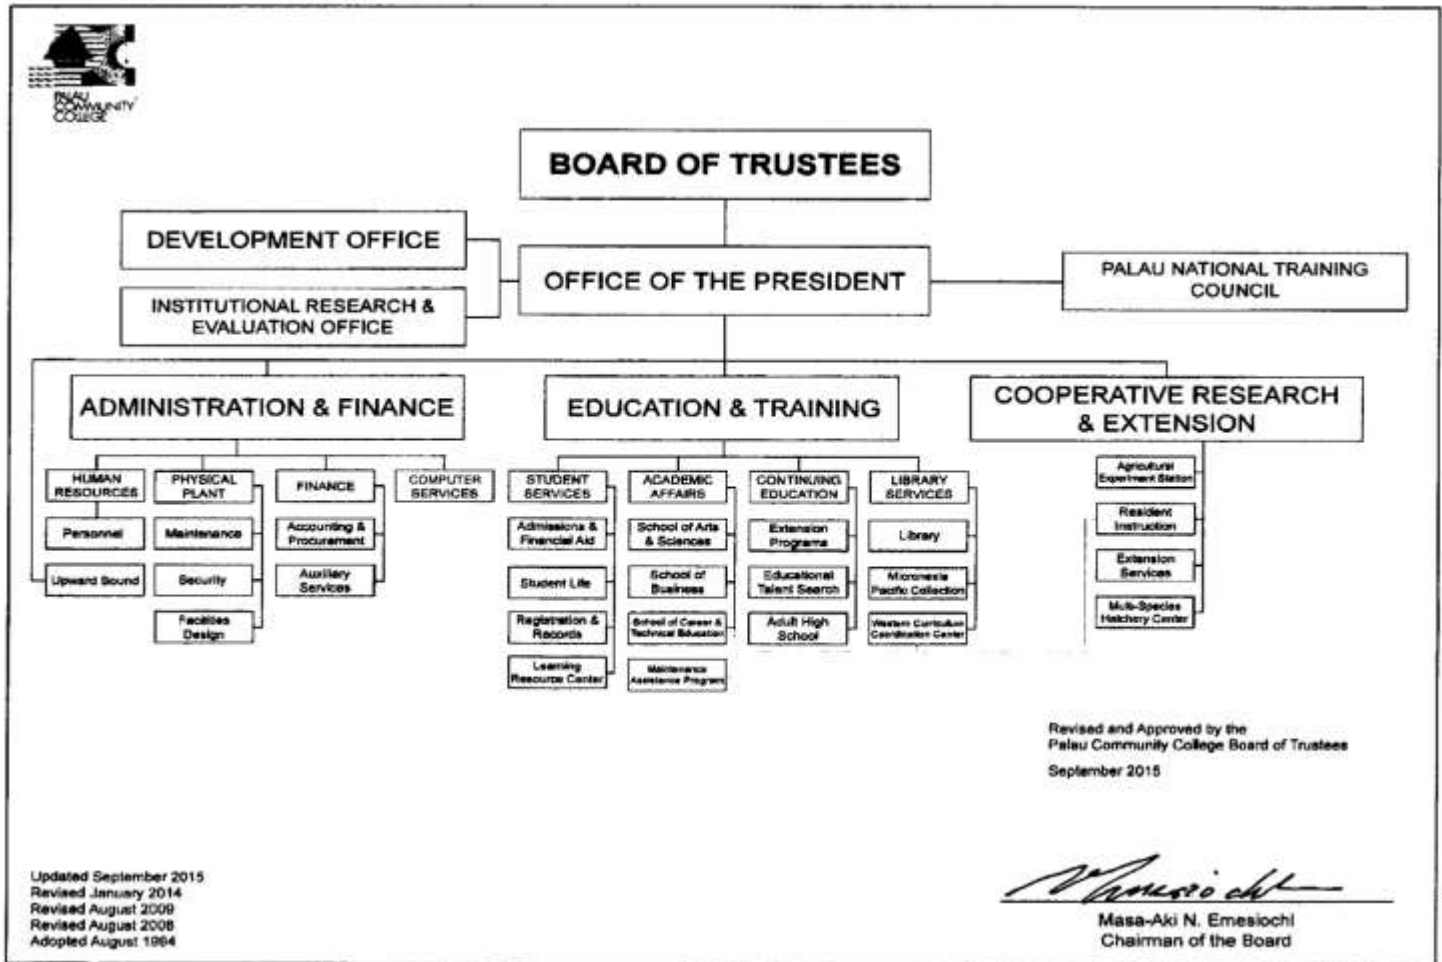 PALAU
COMMUNITY
COLLEGE
BOARD OF TRUSTEES
DEVELOPMENT OFFICE
OFFICE OF THE PRESIDENT
PALAU NATIONAL TRAINING
COUNCIL
INSTITUTIONAL RESEARCH &
EVALUATION OFFICE
ADMINISTRATION & FINANCE
EDUCATION & TRAINING
COOPERATIVE RESEARCH
& EXTENSION
HUMAN
RESOURCES
Personnel
Upward Bound
PHYSICAL
PLANT
Maintenance
Security
Facilities
Design
FINANCE
Accounting &
Procurement
Auxiliary
Services
COMPUTER
SERVICES
STUDENT
SERVICES
Admissions &
Financial Aid
Student Life
Registration &
Records
Learning
Resource Center
ACADEMIC
AFFAIRS
School of Arts
& Sciences
School of
Business
School of Career &
Technical Education
Maintenance
Assistance Program
CONTINUING
EDUCATION
Extension
Programs
Educational
Talent Search
Adult High
School
LIBRARY
SERVICES
Library
Micronesia
Pacific Collection
Western Curriculum
Coordination Center
Agricultural
Experiment Station
Resident
Instruction
Extension
Services
Multi-Species
Hatchery Center
Revised and Approved by the
Palau Community College Board of Trustees
September 2015
Updated September 2015
Revised January 2014
Revised August 2009
Revised August 2008
Adopted August 1994
Masa-Aki N. Emesiochl
Chairman of the Board